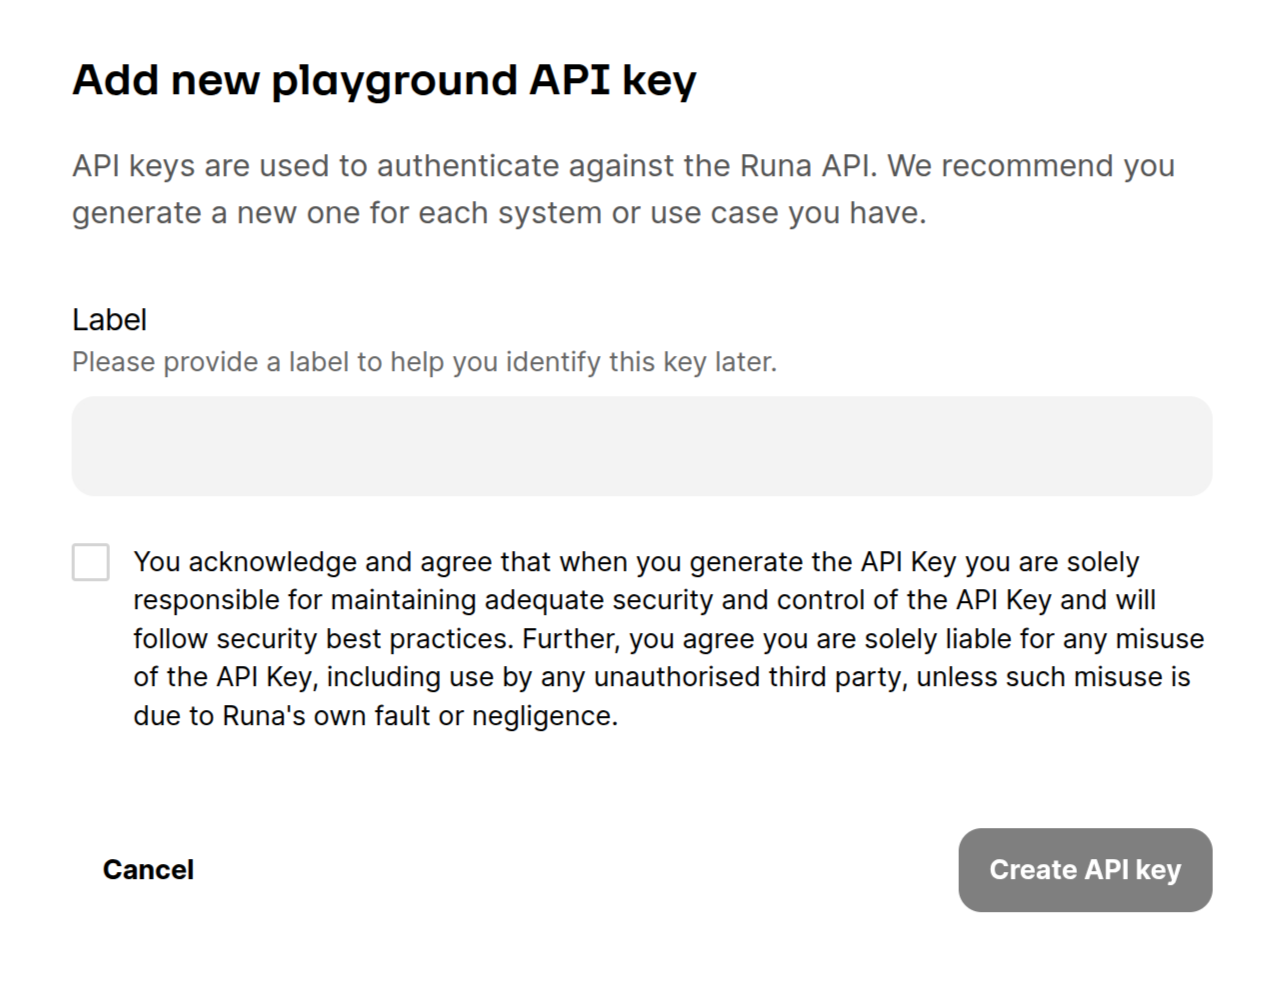 Add new playground API key
API keys are used to authenticate against the Runa API. We recommend you
generate a new one for each system or use case you have.
Label
Please provide a label to help you identify this key later.
You acknowledge and agree that when you generate the API Key you are solely
responsible for maintaining adequate security and control of the API Key and will
follow security best practices. Further, you agree you are solely liable for any misuse
of the API Key, including use by any unauthorised third party, unless such misuse is
due to Runa's own fault or negligence.
Cancel
Create API key